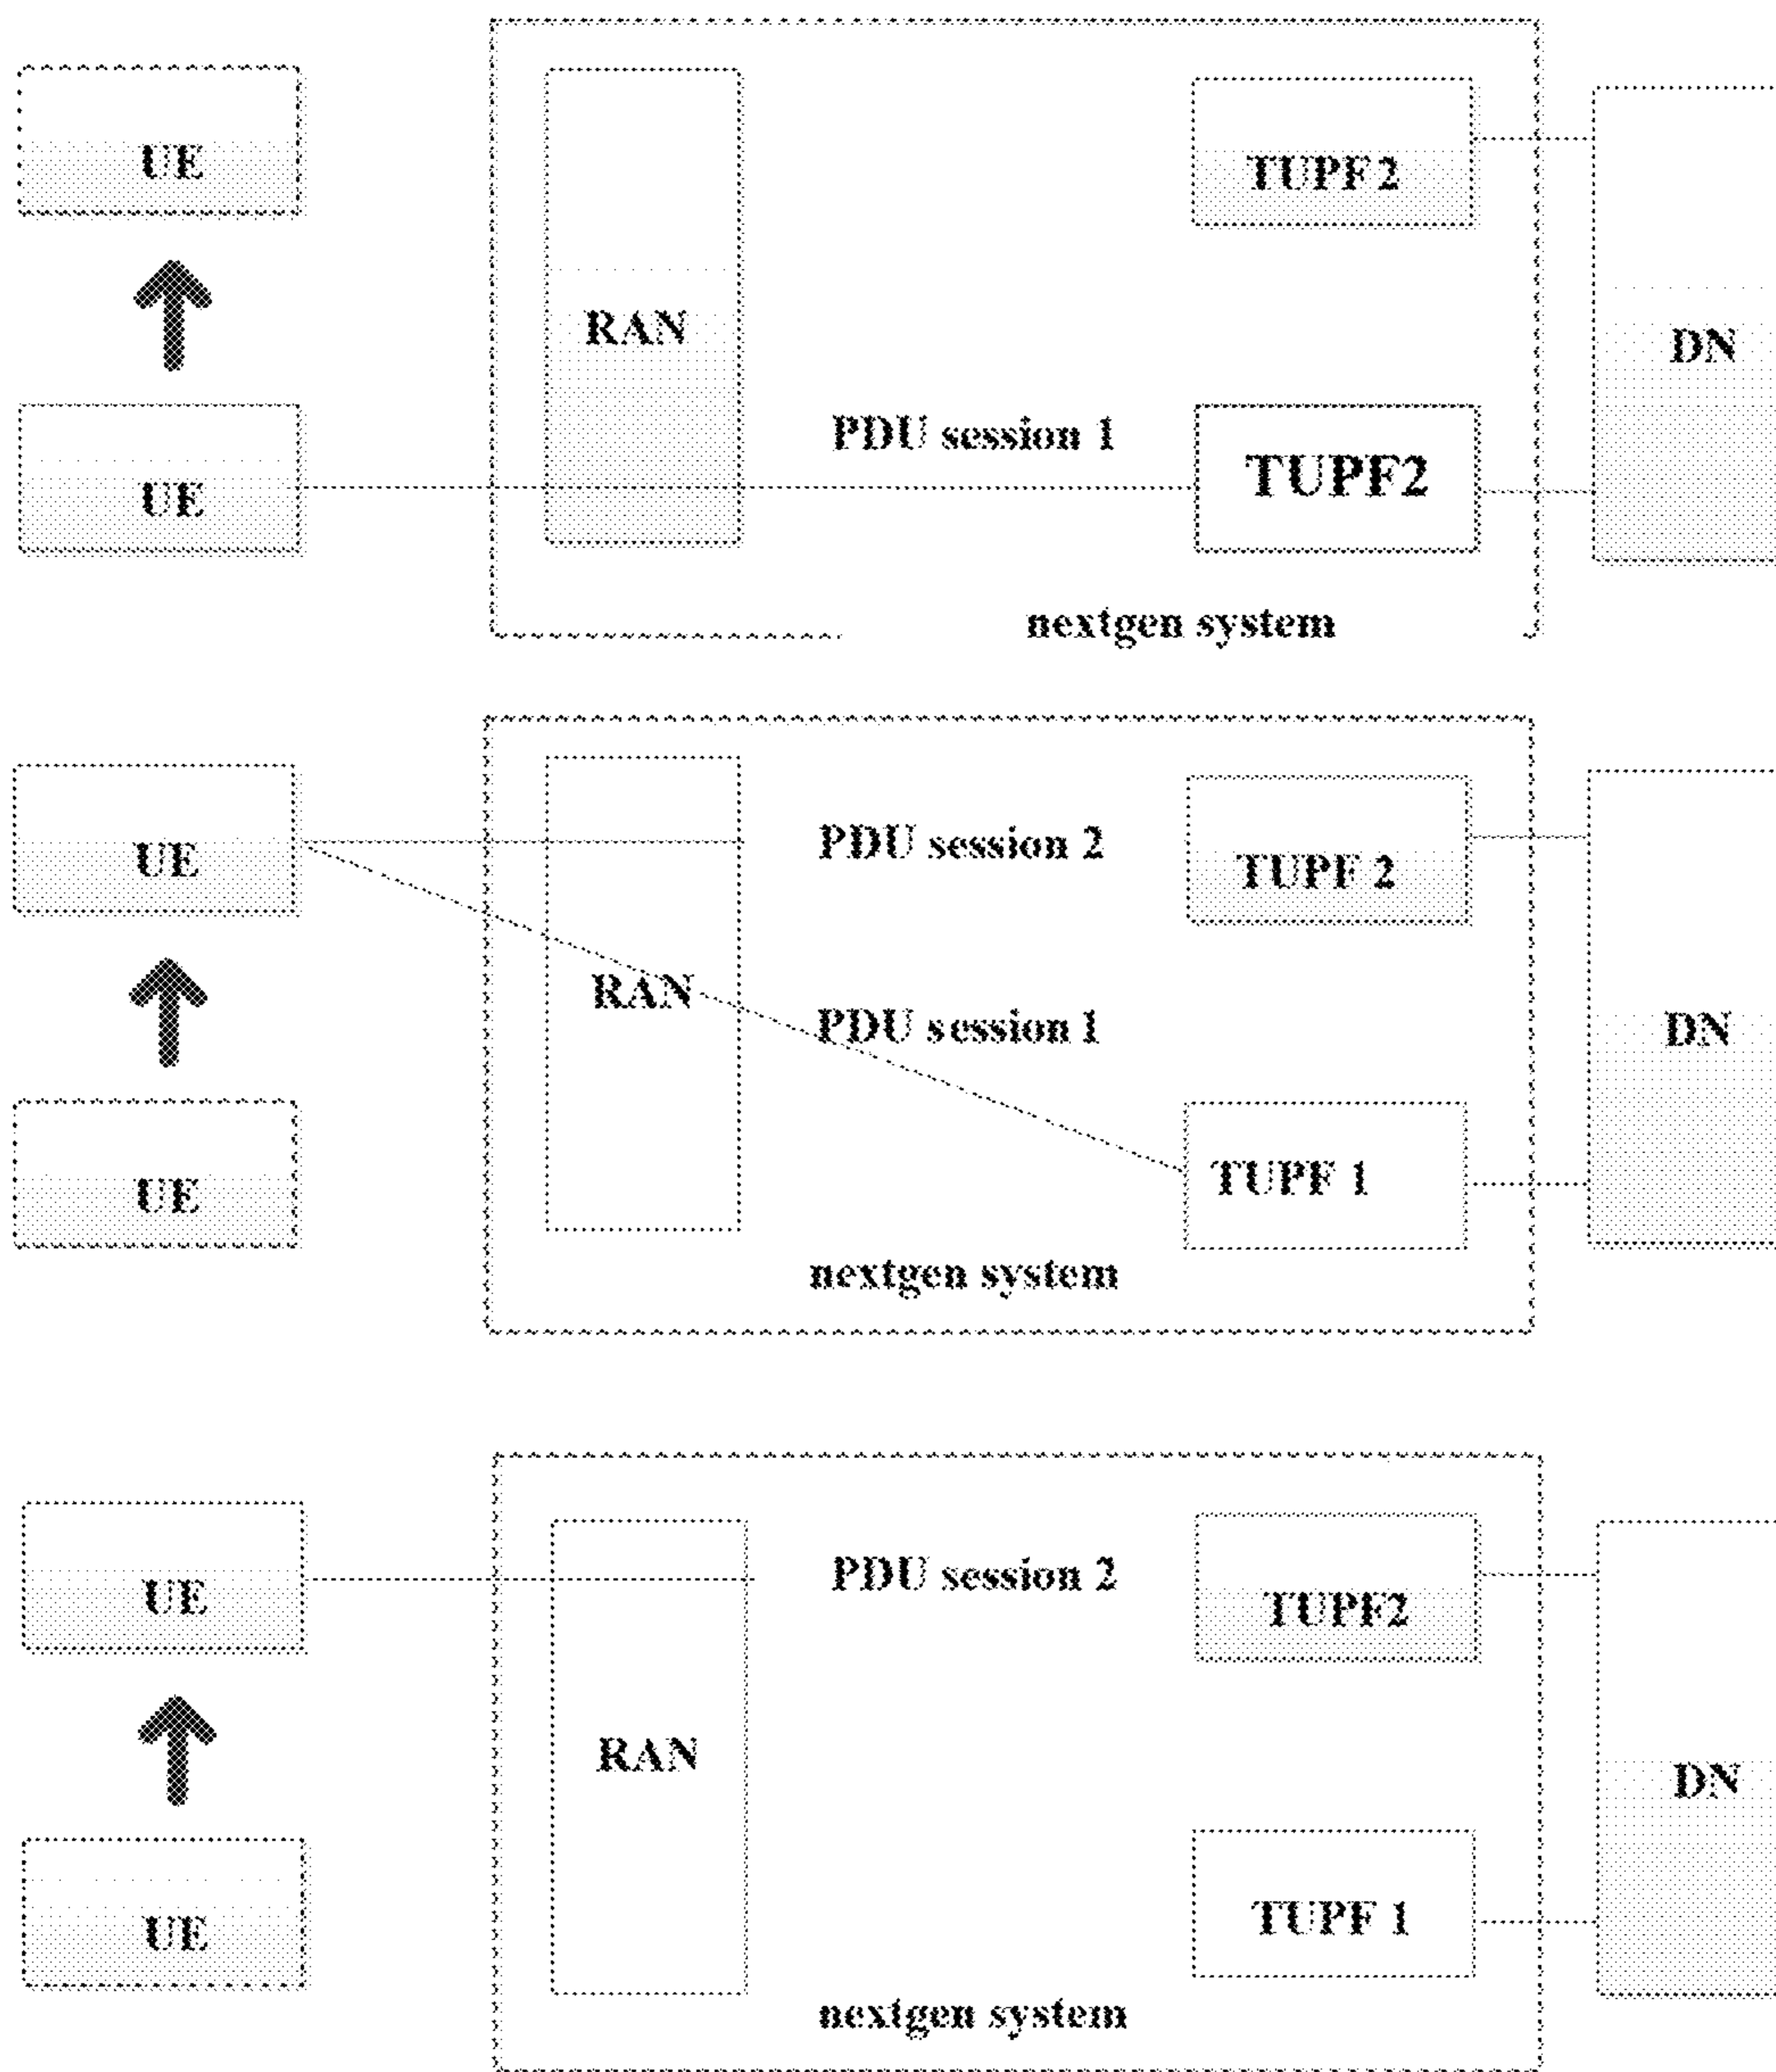 UE
TUPF 2
RAN
DN
PDU session 1
UE
TUPF2
nextgen system
PDU session 2
UE
TUPF 2
RAN
PDU session 1
DN
UE
TUPF 1
nextgen system
PDU session 2
UE
TUPF2
RAN
DN
UE
TUPF 1
nextgen system